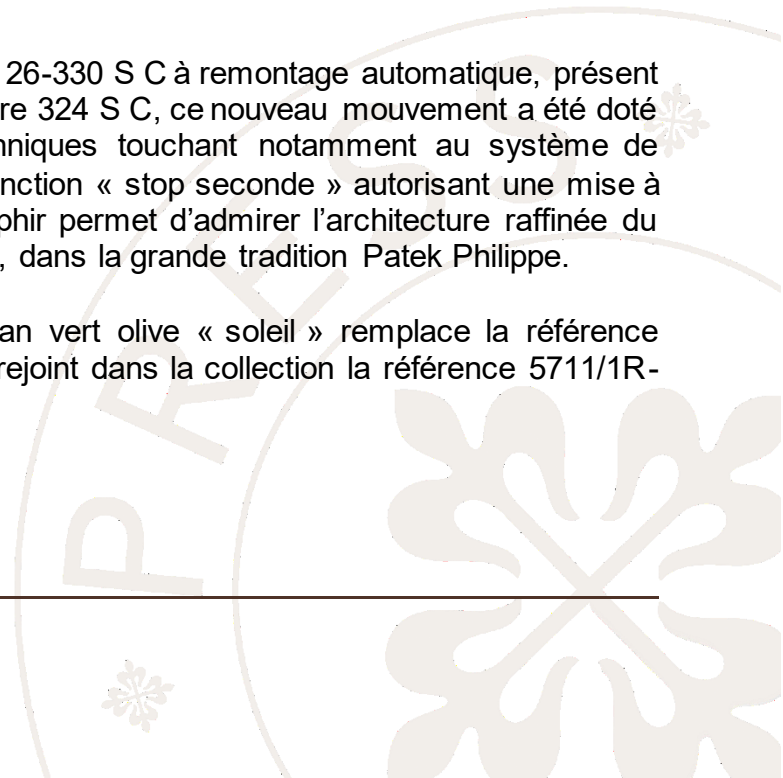 26-330 S C à remontage automatique, présent
re 324 S C, ce nouveau mouvement a été doté
nniques touchant notamment au système de
nction « stop seconde » autorisant une mise à
phir permet d’admirer l’architecture raffinée du
, dans la grande tradition Patek Philippe.
an vert olive « soleil » remplace la référence
rejoint dans la collection la référence 5711/1R-
PRESS